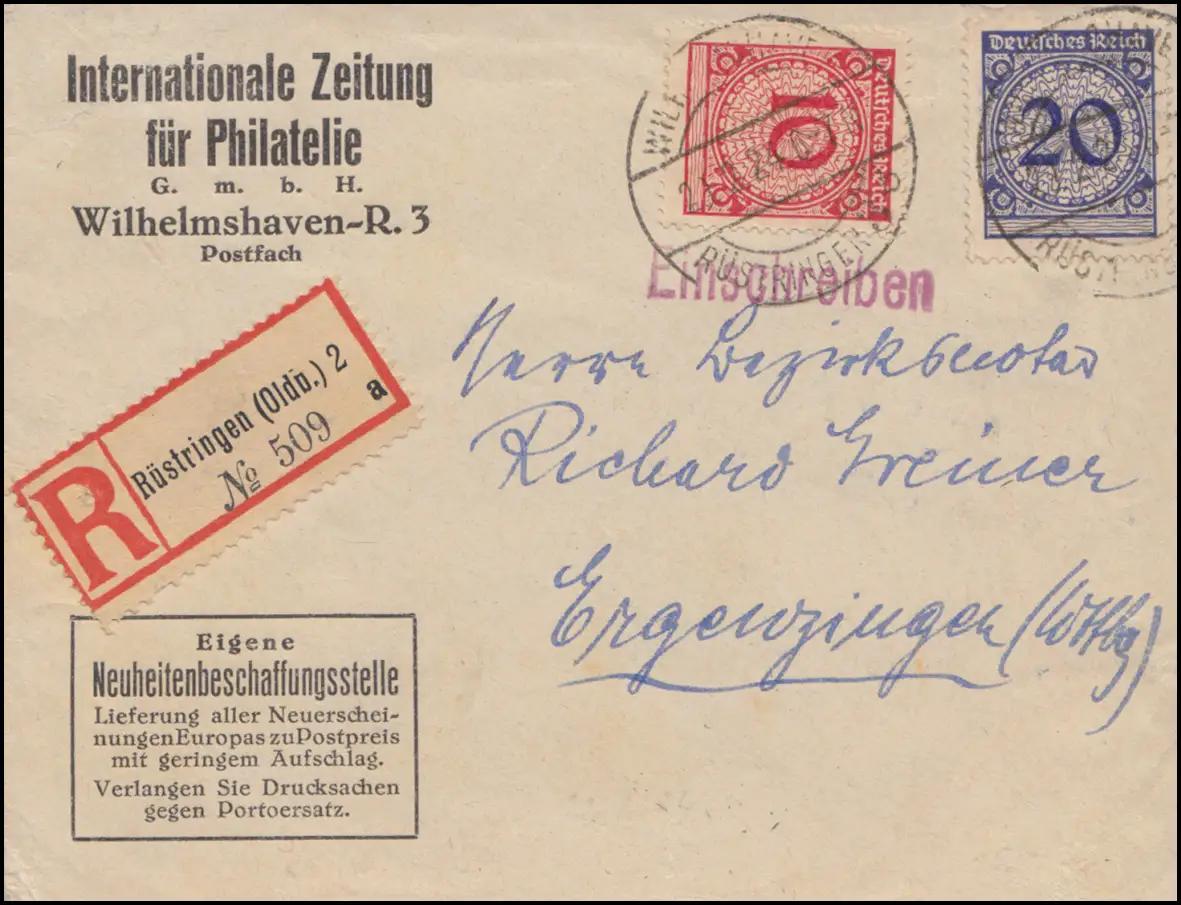 Internationale Zeitung
für Philatelie
G. m. b. H.
Wilhelmshaven-R. 3
Postfach
Deutsches Reich
10
Deutsches Reich
20
RÜSTRINGEN
Einschreiben
Herrn Bezirksnotar
Richard Greiner
Ergenzingen (Wttbg)
R
Rüstringen (Oldb.) 2
a
№ 509
Eigene
Neuheitenbeschaffungsstelle
Lieferung aller Neuerschei-
nungen Europas zu Postpreis
mit geringem Aufschlag.
Verlangen Sie Drucksachen
gegen Portoersatz.